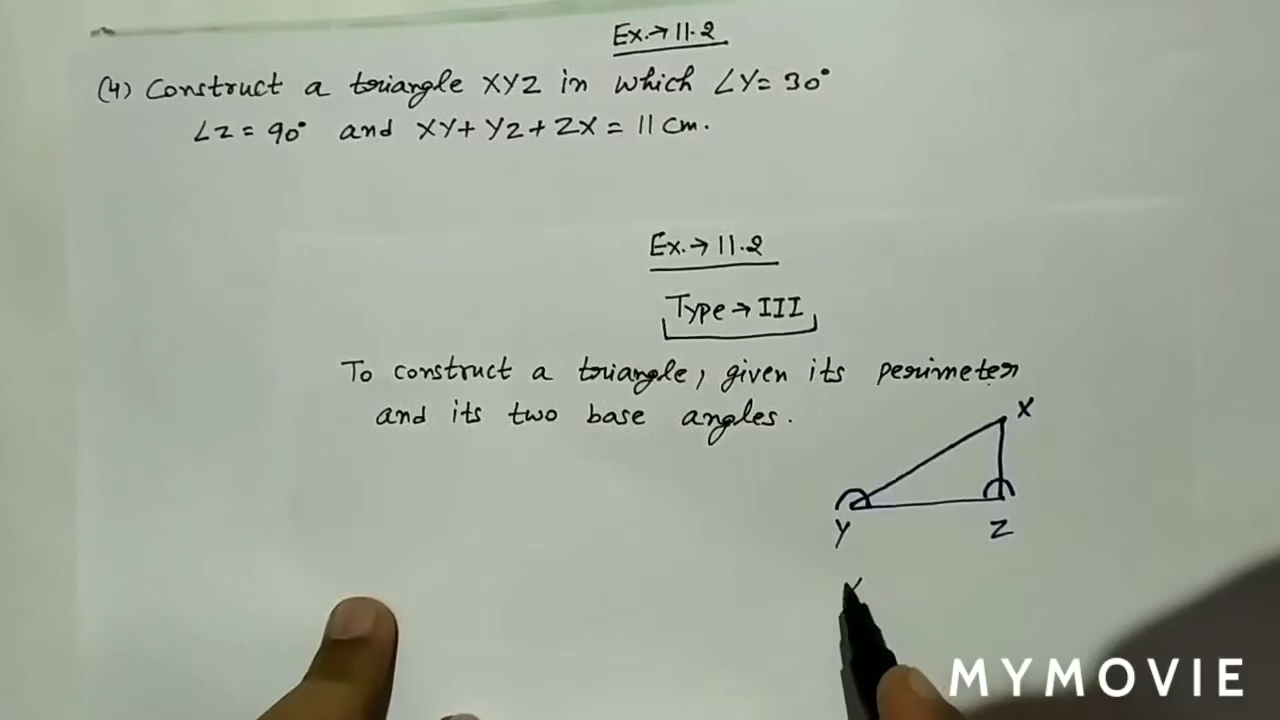 Ex.→ 11.2
(4) Construct a triangle XYZ in which ∠Y= 30°
∠Z = 90° and XY+ YZ+ ZX = 11 cm.
Ex.→ 11.2
Type → III
To construct a triangle, given its perimeter
and its two base angles.
X
Y
Z
MYMOVIE